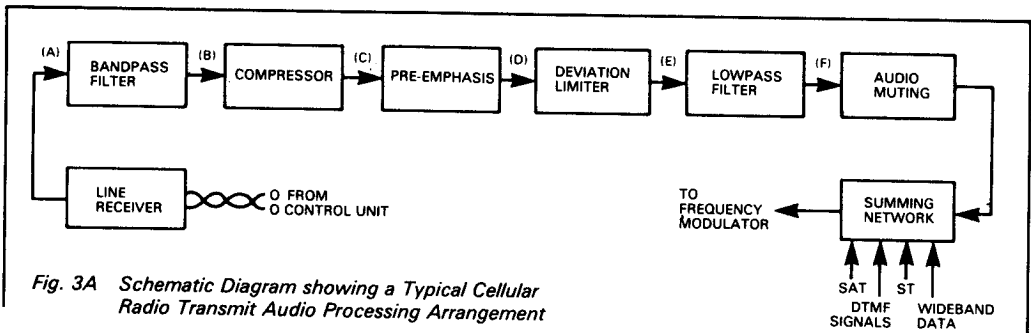 (A)
BANDPASS
FILTER
(B)
COMPRESSOR
(C)
PRE-EMPHASIS
(D)
DEVIATION
LIMITER
(E)
LOWPASS
FILTER
(F)
AUDIO
MUTING
LINE
RECEIVER
O FROM
O CONTROL UNIT
TO
FREQUENCY
MODULATOR
SUMMING
NETWORK
SAT
DTMF
SIGNALS
ST
WIDEBAND
DATA
Fig. 3A Schematic Diagram showing a Typical Cellular
Radio Transmit Audio Processing Arrangement